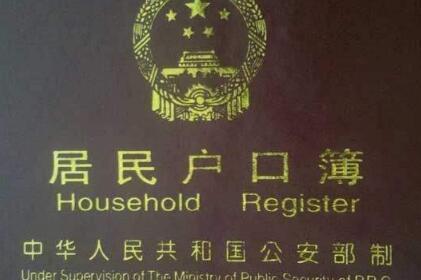 居民户口簿
Household Register
中华人民共和国公安部制
Under Supervision of The Ministry of Public Security of P.R.C.